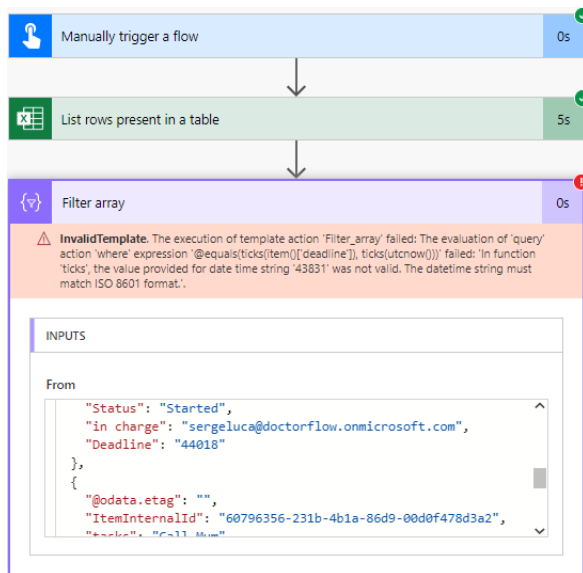 Manually trigger a flow
0s
List rows present in a table
5s
Filter array
0s
InvalidTemplate. The execution of template action 'Filter_array' failed: The evaluation of 'query'
action 'where' expression '@equals(ticks(item()['deadline']), ticks(utcnow()))' failed: 'In function
'ticks', the value provided for date time string '43831' was not valid. The datetime string must
match ISO 8601 format.'.
INPUTS
From
"Status": "Started",
"in charge": "sergeluca@doctorflow.onmicrosoft.com",
"Deadline": "44018"
},
{
"@odata.etag": "",
"ItemInternalId": "60796356-231b-4b1a-86d9-00d0f478d3a2",
"tasks": "Call Mum"